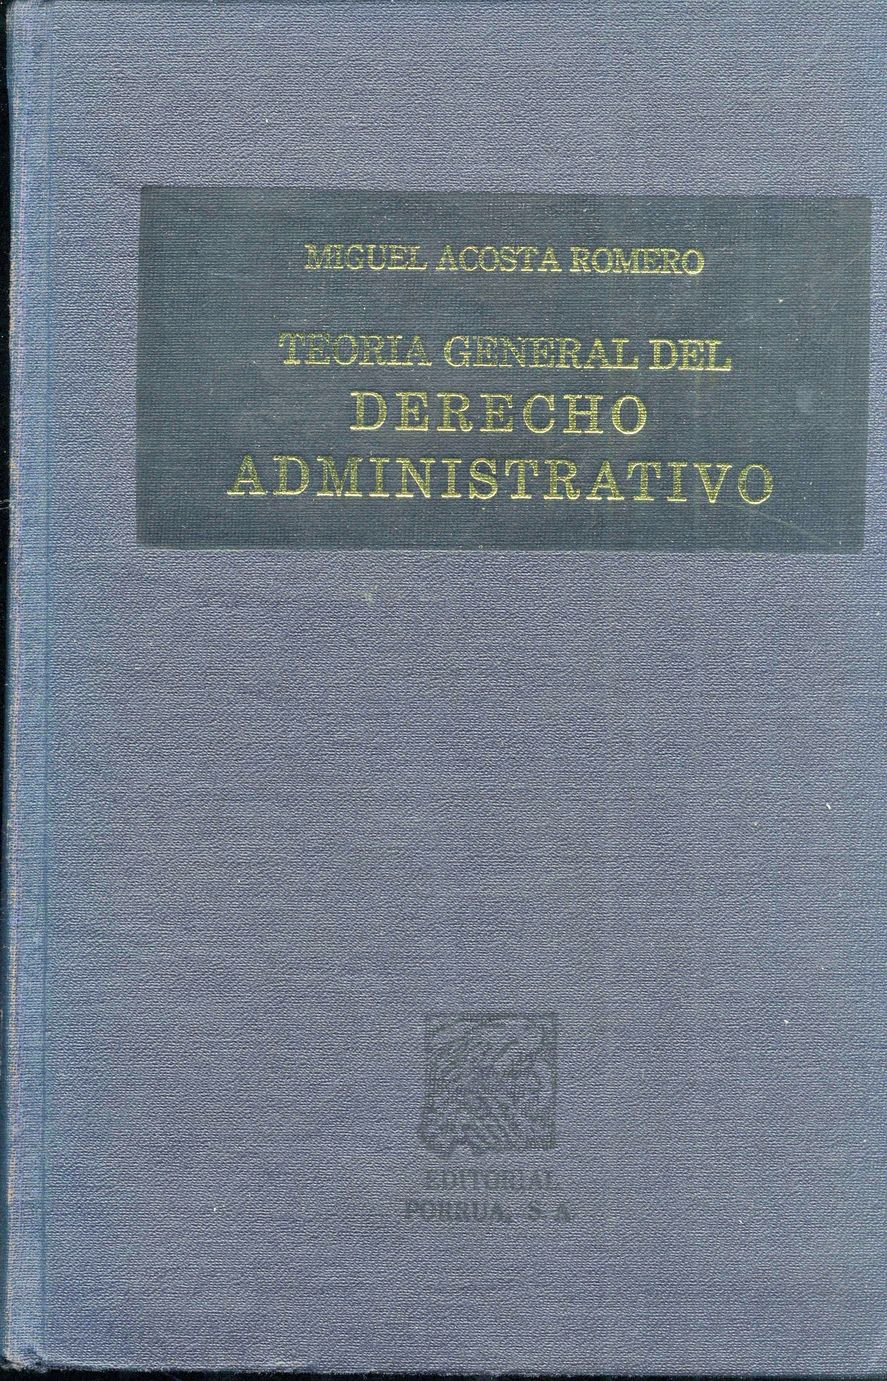 MIGUEL ACOSTA ROMERO
TEORIA GENERAL DEL
DERECHO
ADMINISTRATIVO
EDITORIAL
PORRUA, S. A.